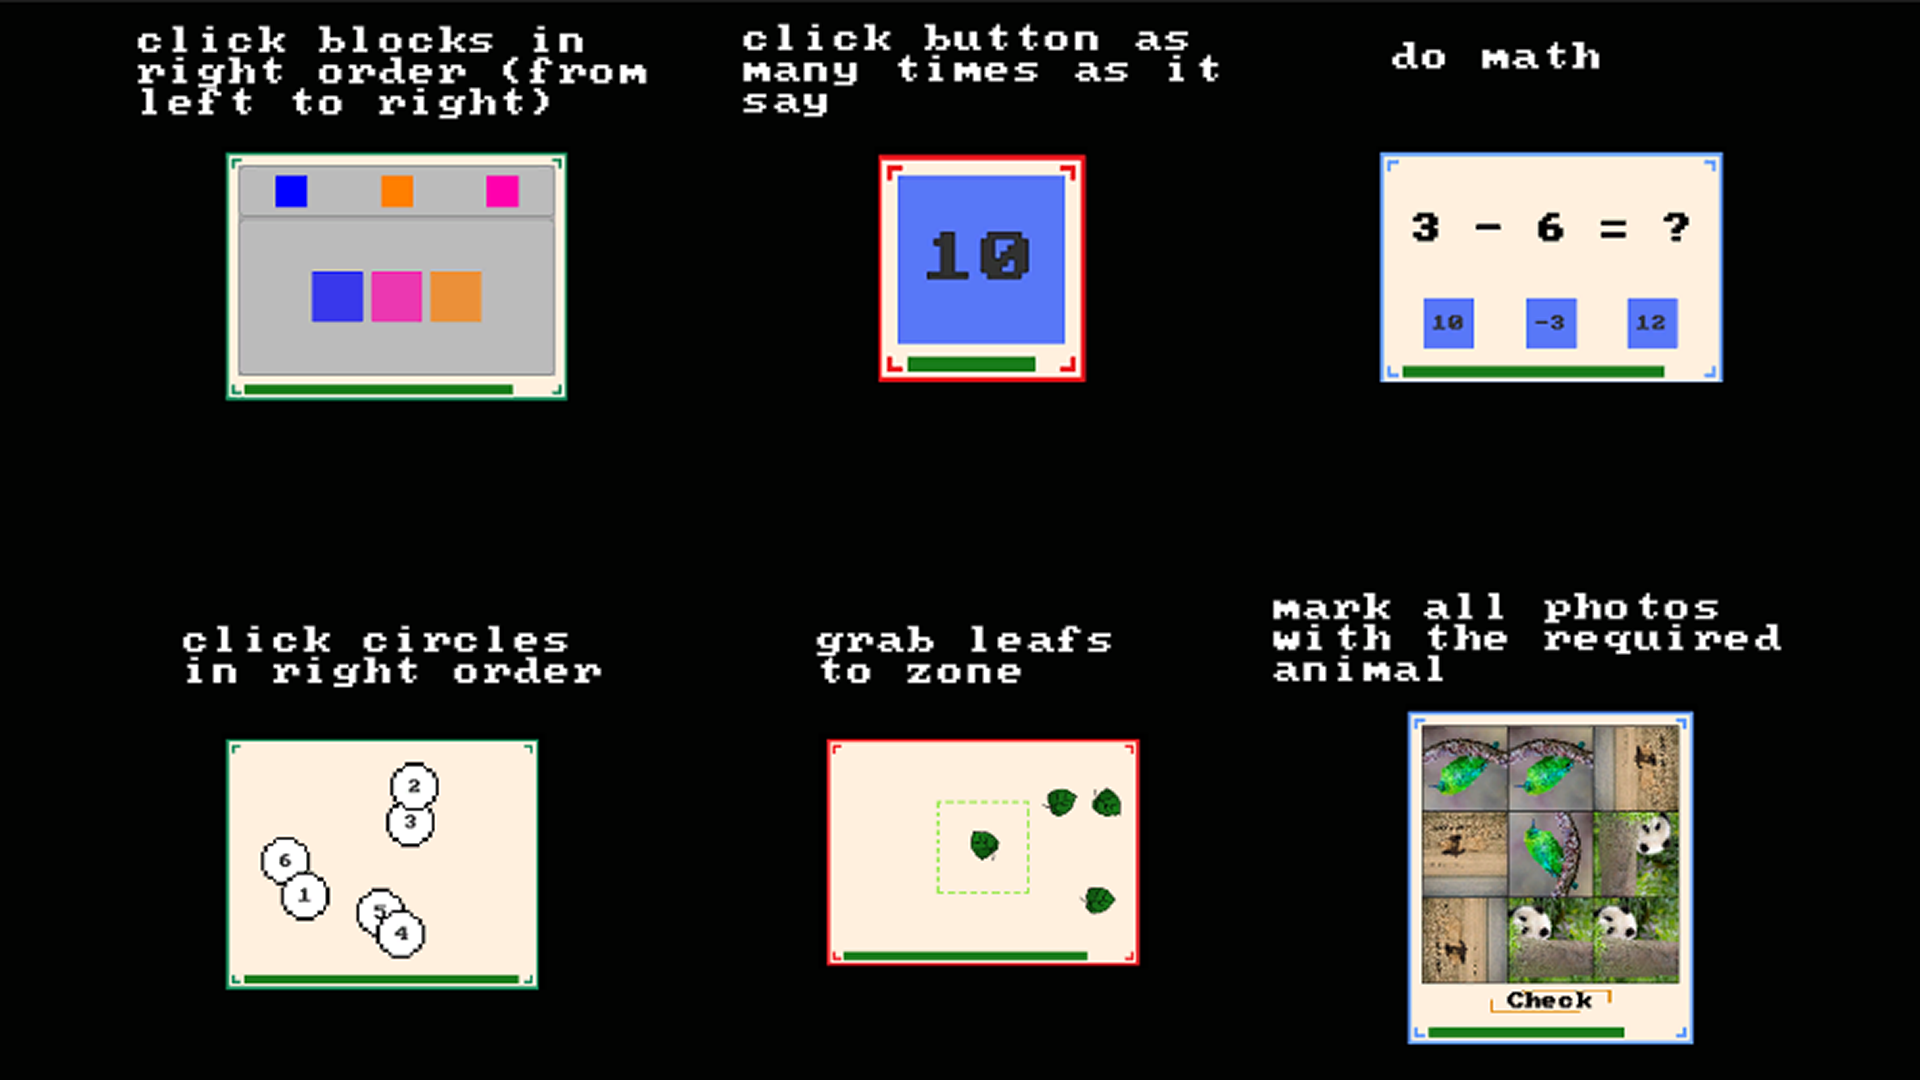 click blocks in
right order (from
left to right)
click button as
many times as it
say
10
do math
3 - 6 = ?
10 -3 12
click circles
in right order
2
3
6
1
5
4
grab leafs
to zone
mark all photos
with the required
animal
Check